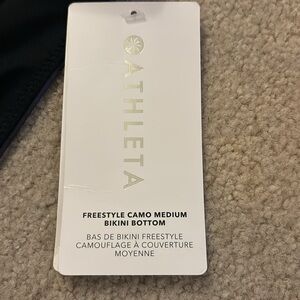 ATHLETA
FREESTYLE CAMO MEDIUM
BIKINI BOTTOM
BAS DE BIKINI FREESTYLE
CAMOUFLAGE À COUVERTURE
MOYENNE